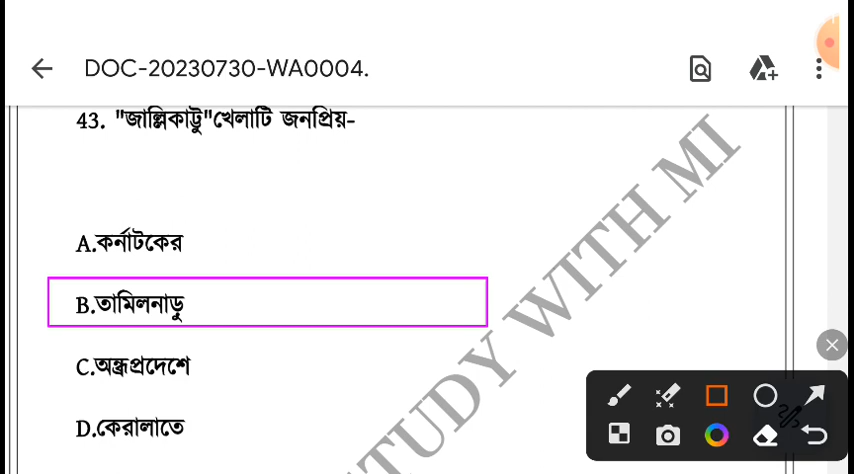 DOC-20230730-WA0004.
43. "জাল্লিকাট্টু"খেলাটি জনপ্রিয়-
A.কর্নাটকের
B.তামিলনাড়ু
C.অন্ধ্রপ্রদেশে
D.কেরালাতে
STUDY WITH MI